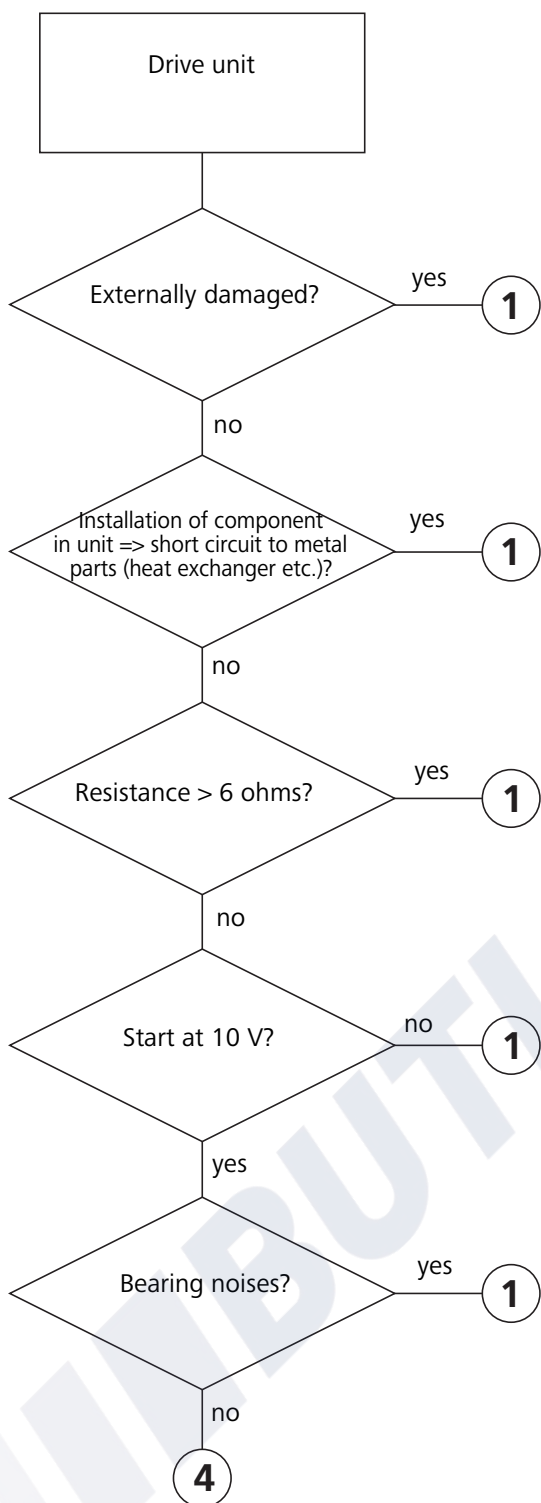 Drive unit
Externally damaged?
yes
1
no
Installation of component
in unit => short circuit to metal
parts (heat exchanger etc.)?
yes
1
no
Resistance > 6 ohms?
yes
1
no
Start at 10 V?
no
1
yes
Bearing noises?
yes
1
no
4